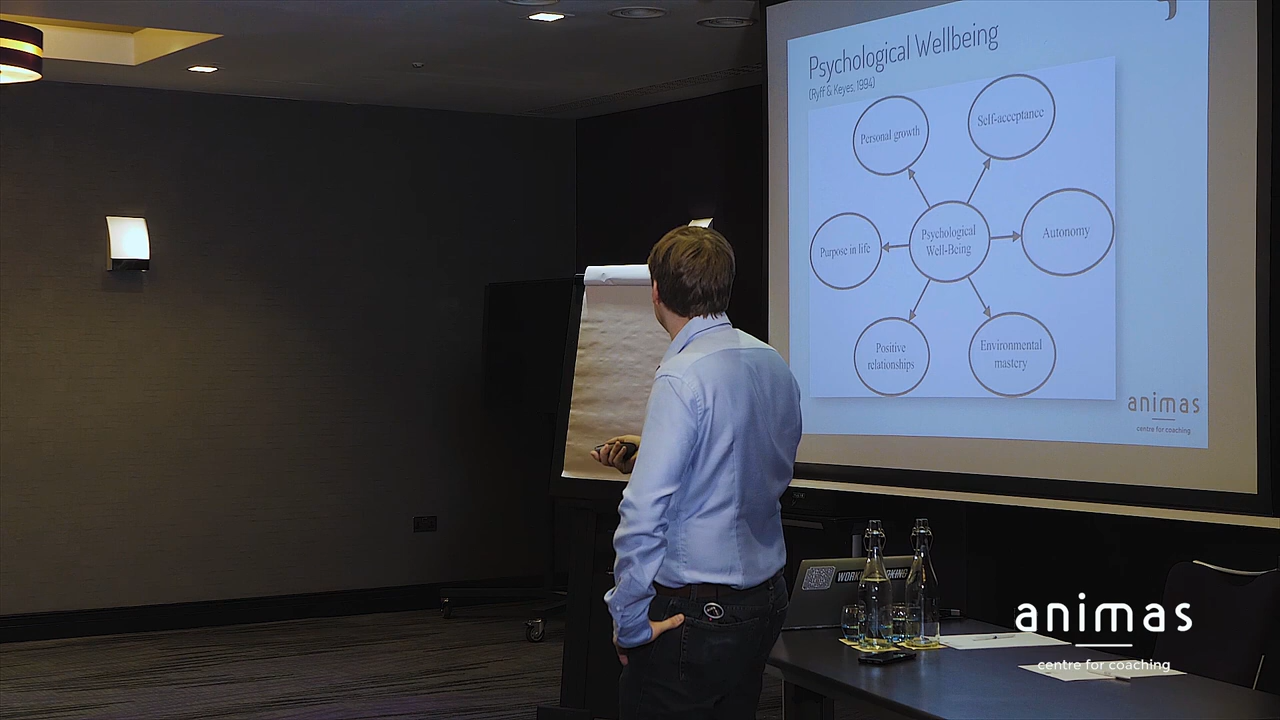 Psychological Wellbeing
(Ryff & Keyes, 1994)
Personal growth
Self-acceptance
Purpose in life
Psychological
Well-Being
Autonomy
Positive
relationships
Environmental
mastery
animas
centre for coaching
animas
centre for coaching